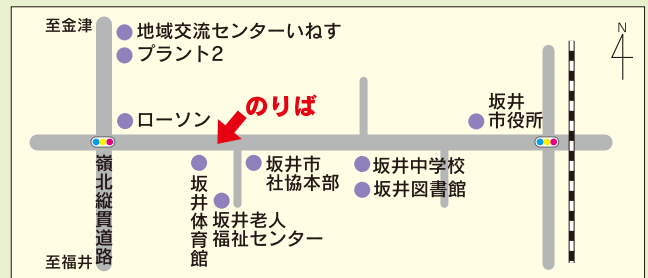 至金津
地域交流センターいねす
プラント2
N
のりば
ローソン
坂井
市役所
嶺北縦貫道路
坂井体育館
坂井市
社協本部
坂井中学校
坂井図書館
坂井老人
福祉センター
至福井